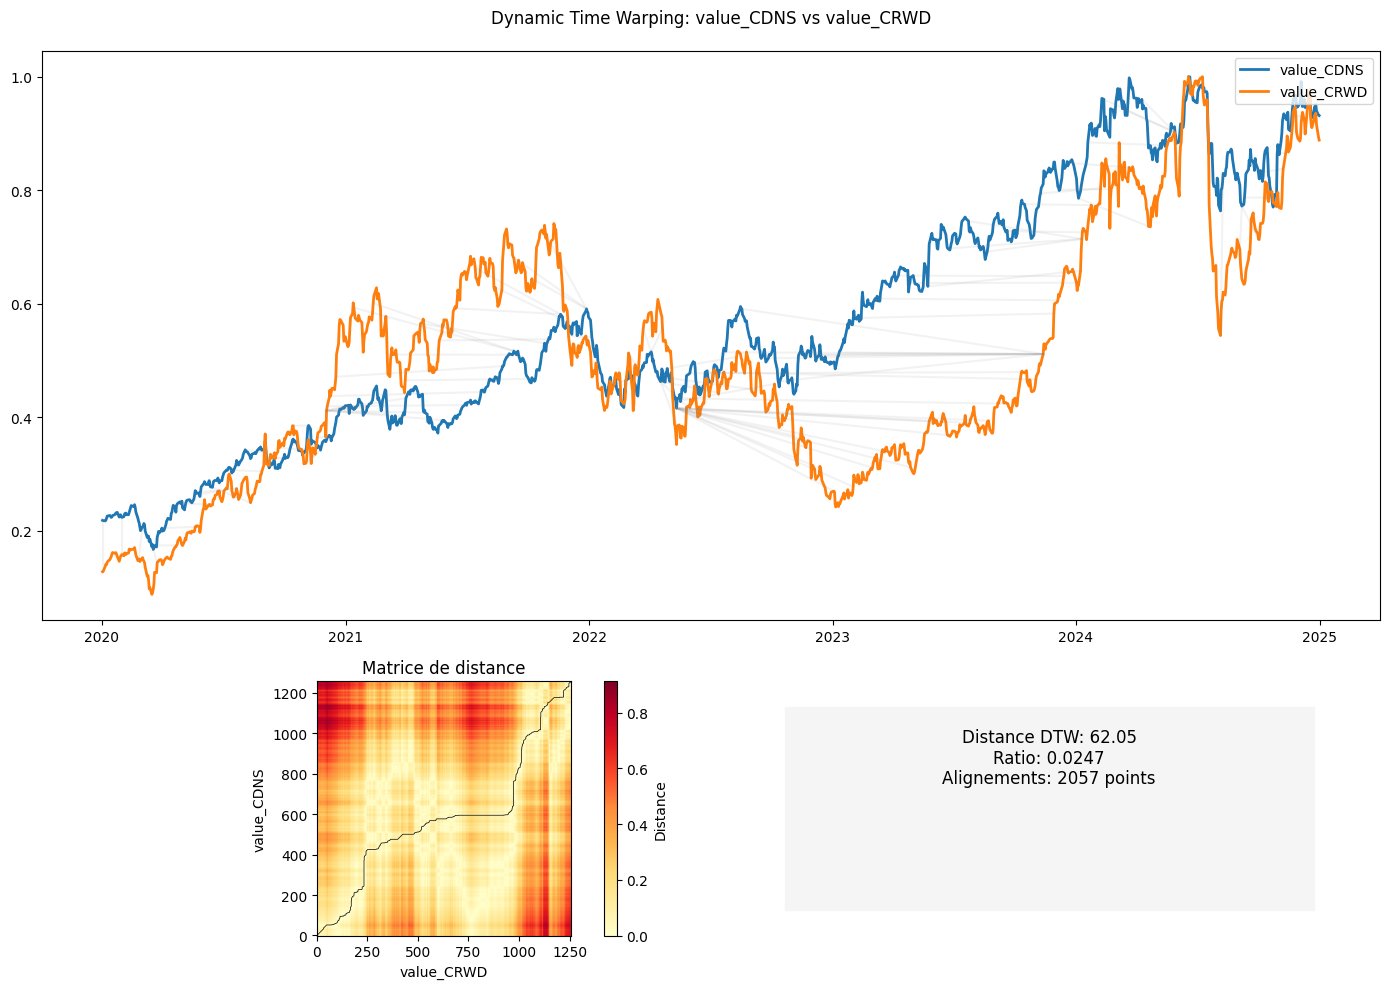 Dynamic Time Warping: value_CDNS vs value_CRWD
value_CDNS
value_CRWD
1.0
0.8
0.6
0.4
0.2
2020 2021 2022 2023 2024 2025
Matrice de distance
value_CDNS
1200
1000
800
600
400
200
0
0 250 500 750 1000 1250
value_CRWD
0.8
0.6
0.4
0.2
0.0
Distance
Distance DTW: 62.05
Ratio: 0.0247
Alignements: 2057 points